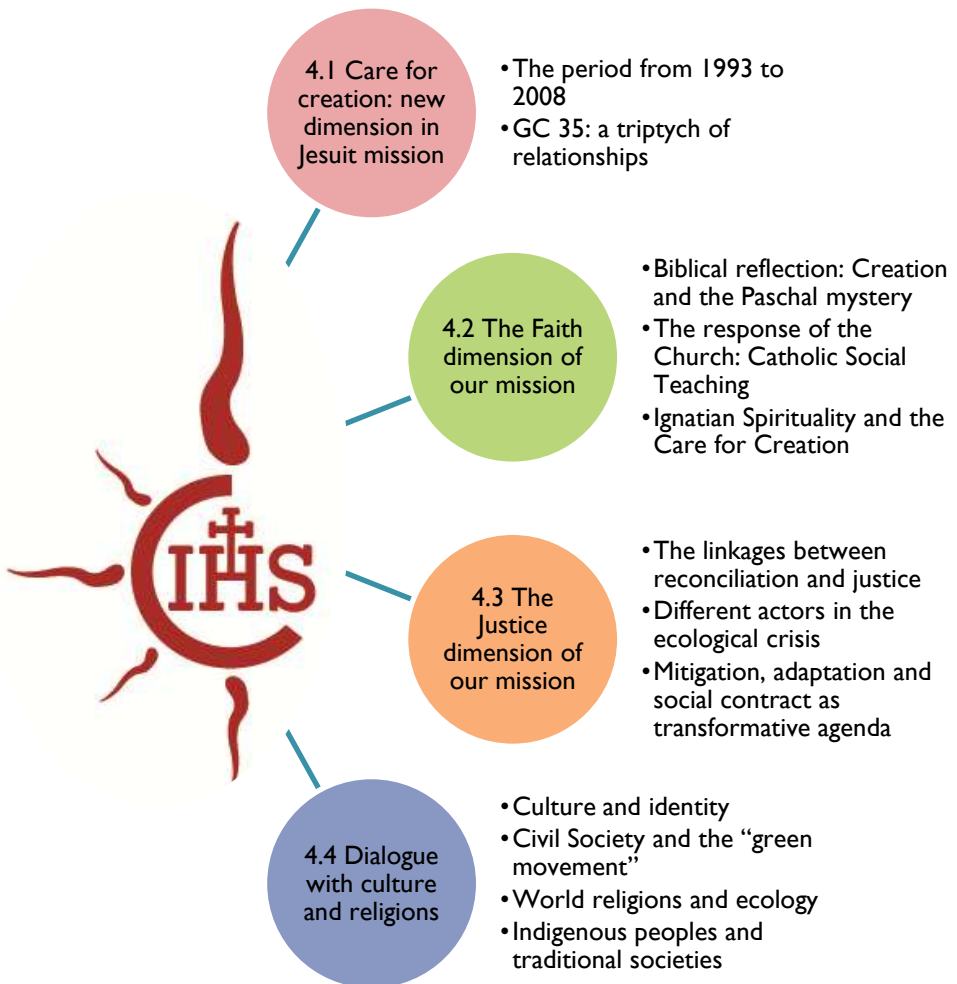 4.1 Care for
creation: new
dimension in
Jesuit mission
•The period from 1993 to
2008
•GC 35: a triptych of
relationships
4.2 The Faith
dimension of
our mission
•Biblical reflection: Creation
and the Paschal mystery
•The response of the
Church: Catholic Social
Teaching
•Ignatian Spirituality and the
Care for Creation
IHS
4.3 The
Justice
dimension of
our mission
•The linkages between
reconciliation and justice
•Different actors in the
ecological crisis
•Mitigation, adaptation and
social contract as
transformative agenda
4.4 Dialogue
with culture
and religions
•Culture and identity
•Civil Society and the “green
movement”
•World religions and ecology
•Indigenous peoples and
traditional societies